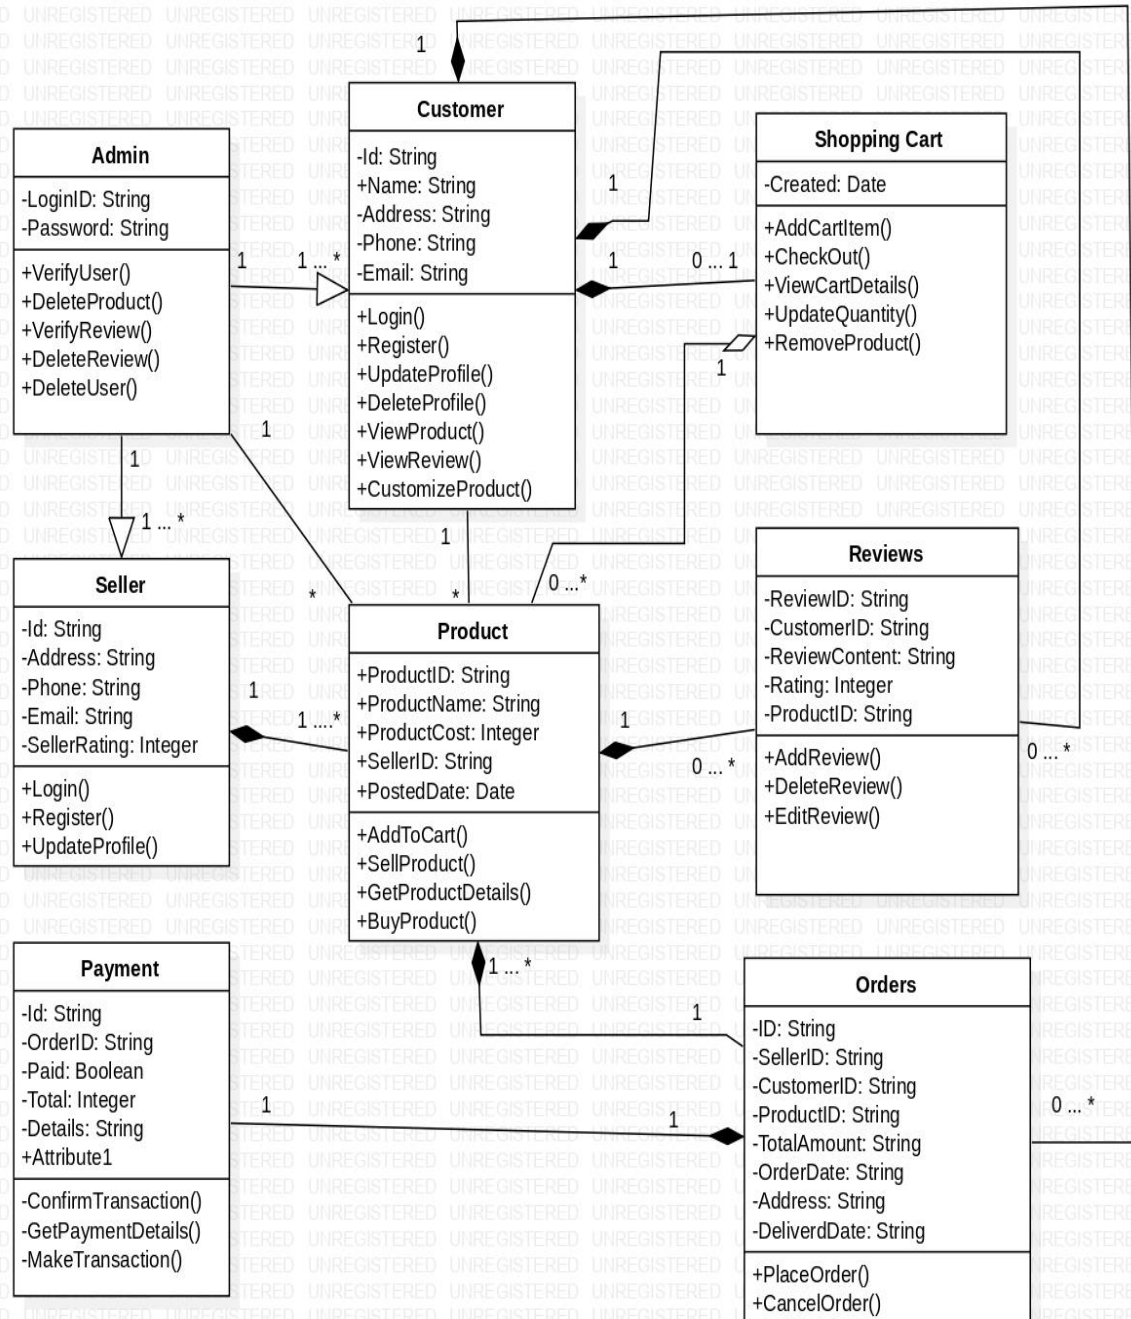 UNREGISTERED
1
Customer
-Id: String
+Name: String
-Address: String
-Phone: String
-Email: String
+Login()
+Register()
+UpdateProfile()
+DeleteProfile()
+ViewProduct()
+ViewReview()
+CustomizeProduct()
Admin
-LoginID: String
-Password: String
+VerifyUser()
+DeleteProduct()
+VerifyReview()
+DeleteReview()
+DeleteUser()
1
1 ... *
1
1
0 ... 1
Shopping Cart
-Created: Date
+AddCartItem()
+CheckOut()
+ViewCartDetails()
+UpdateQuantity()
+RemoveProduct()
1
1
1
1 ... *
*
1
*
0 ...*
Seller
-Id: String
-Address: String
-Phone: String
-Email: String
-SellerRating: Integer
+Login()
+Register()
+UpdateProfile()
1
1 ....*
Product
+ProductID: String
+ProductName: String
+ProductCost: Integer
+SellerID: String
+PostedDate: Date
+AddToCart()
+SellProduct()
+GetProductDetails()
+BuyProduct()
1
0 ... *
Reviews
-ReviewID: String
-CustomerID: String
-ReviewContent: String
-Rating: Integer
-ProductID: String
+AddReview()
+DeleteReview()
+EditReview()
0 ... *
1 ... *
1
Payment
-Id: String
-OrderID: String
-Paid: Boolean
-Total: Integer
-Details: String
+Attribute1
-ConfirmTransaction()
-GetPaymentDetails()
-MakeTransaction()
1
1
Orders
-ID: String
-SellerID: String
-CustomerID: String
-ProductID: String
-TotalAmount: String
-OrderDate: String
-Address: String
-DeliverdDate: String
+PlaceOrder()
+CancelOrder()
0 ... *